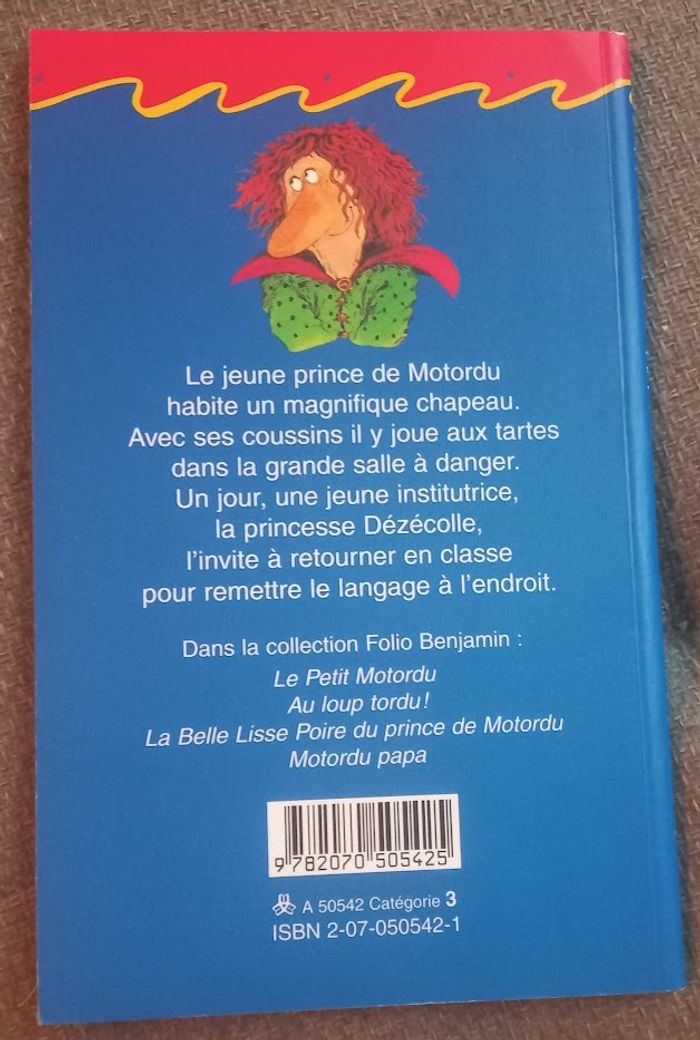 Le jeune prince de Motordu
habite un magnifique chapeau.
Avec ses coussins il y joue aux tartes
dans la grande salle à danger.
Un jour, une jeune institutrice,
la princesse Dézécolle,
l'invite à retourner en classe
pour remettre le langage à l'endroit.
Dans la collection Folio Benjamin :
Le Petit Motordu
Au loup tordu!
La Belle Lisse Poire du prince de Motordu
Motordu papa
9 782070 505425
A 50542 Catégorie 3
ISBN 2-07-050542-1